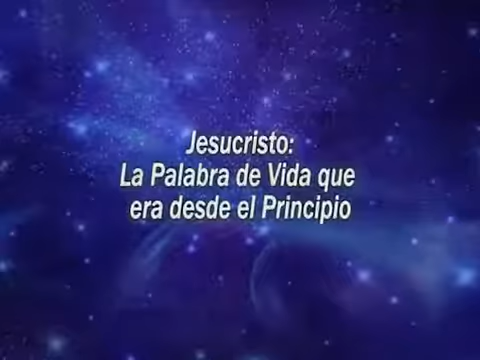 Jesucristo:
La Palabra de Vida que
era desde el Principio